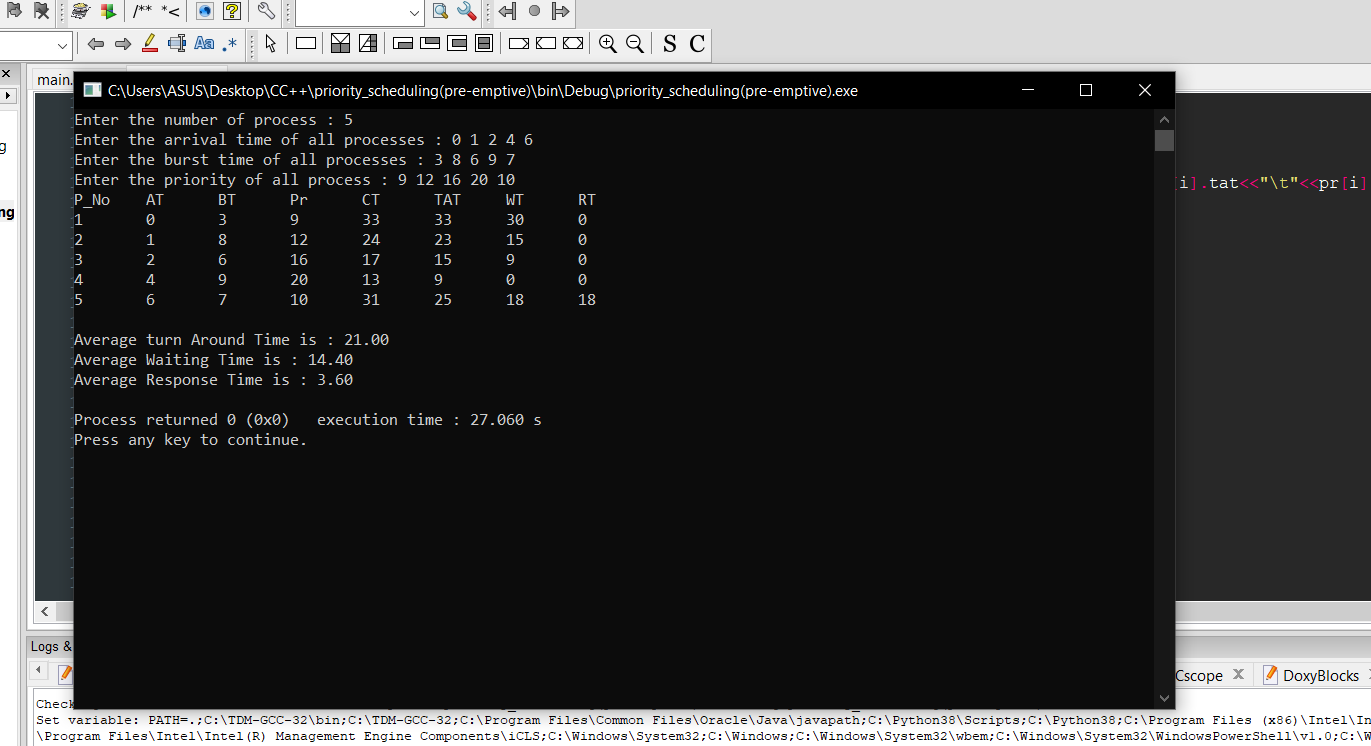 /** *<
Aa .*
S C
main.
C:\Users\ASUS\Desktop\CC++\priority_scheduling(pre-emptive)\bin\Debug\priority_scheduling(pre-emptive).exe
Enter the number of process : 5
Enter the arrival time of all processes : 0 1 2 4 6
Enter the burst time of all processes : 3 8 6 9 7
Enter the priority of all process : 9 12 16 20 10
i].tat<<"\t"<<pr[i]
P_No AT BT Pr CT TAT WT RT
1 0 3 9 33 33 30 0
2 1 8 12 24 23 15 0
3 2 6 16 17 15 9 0
4 4 9 20 13 9 0 0
5 6 7 10 31 25 18 18
Average turn Around Time is : 21.00
Average Waiting Time is : 14.40
Average Response Time is : 3.60
Process returned 0 (0x0) execution time : 27.060 s
Press any key to continue.
g
ng
Logs &
Cscope X DoxyBlocks
Check
Set variable: PATH=.;C:\TDM-GCC-32\bin;C:\TDM-GCC-32;C:\Program Files\Common Files\Oracle\Java\javapath;C:\Python38\Scripts;C:\Python38;C:\Program Files (x86)\Intel\In
\Program Files\Intel\Intel(R) Management Engine Components\iCLS;C:\Windows\System32;C:\Windows;C:\Windows\System32\wbem;C:\Windows\System32\WindowsPowerShell\v1.0;C:\W